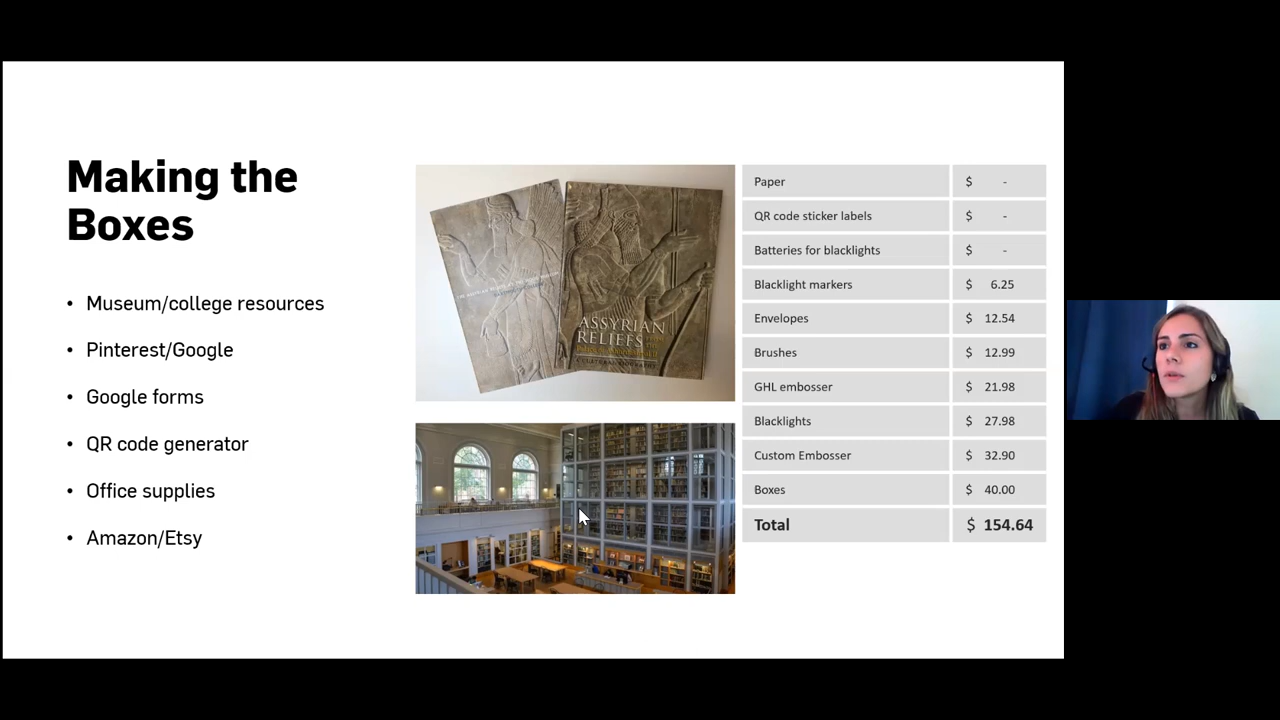 Making the
Boxes
• Museum/college resources
• Pinterest/Google
• Google forms
• QR code generator
• Office supplies
• Amazon/Etsy
ASSYRIAN
RELIEFS
Paper $ -
QR code sticker labels $ -
Batteries for blacklights $ -
Blacklight markers $ 6.25
Envelopes $ 12.54
Brushes $ 12.99
GHL embosser $ 21.98
Blacklights $ 27.98
Custom Embosser $ 32.90
Boxes $ 40.00
Total $ 154.64